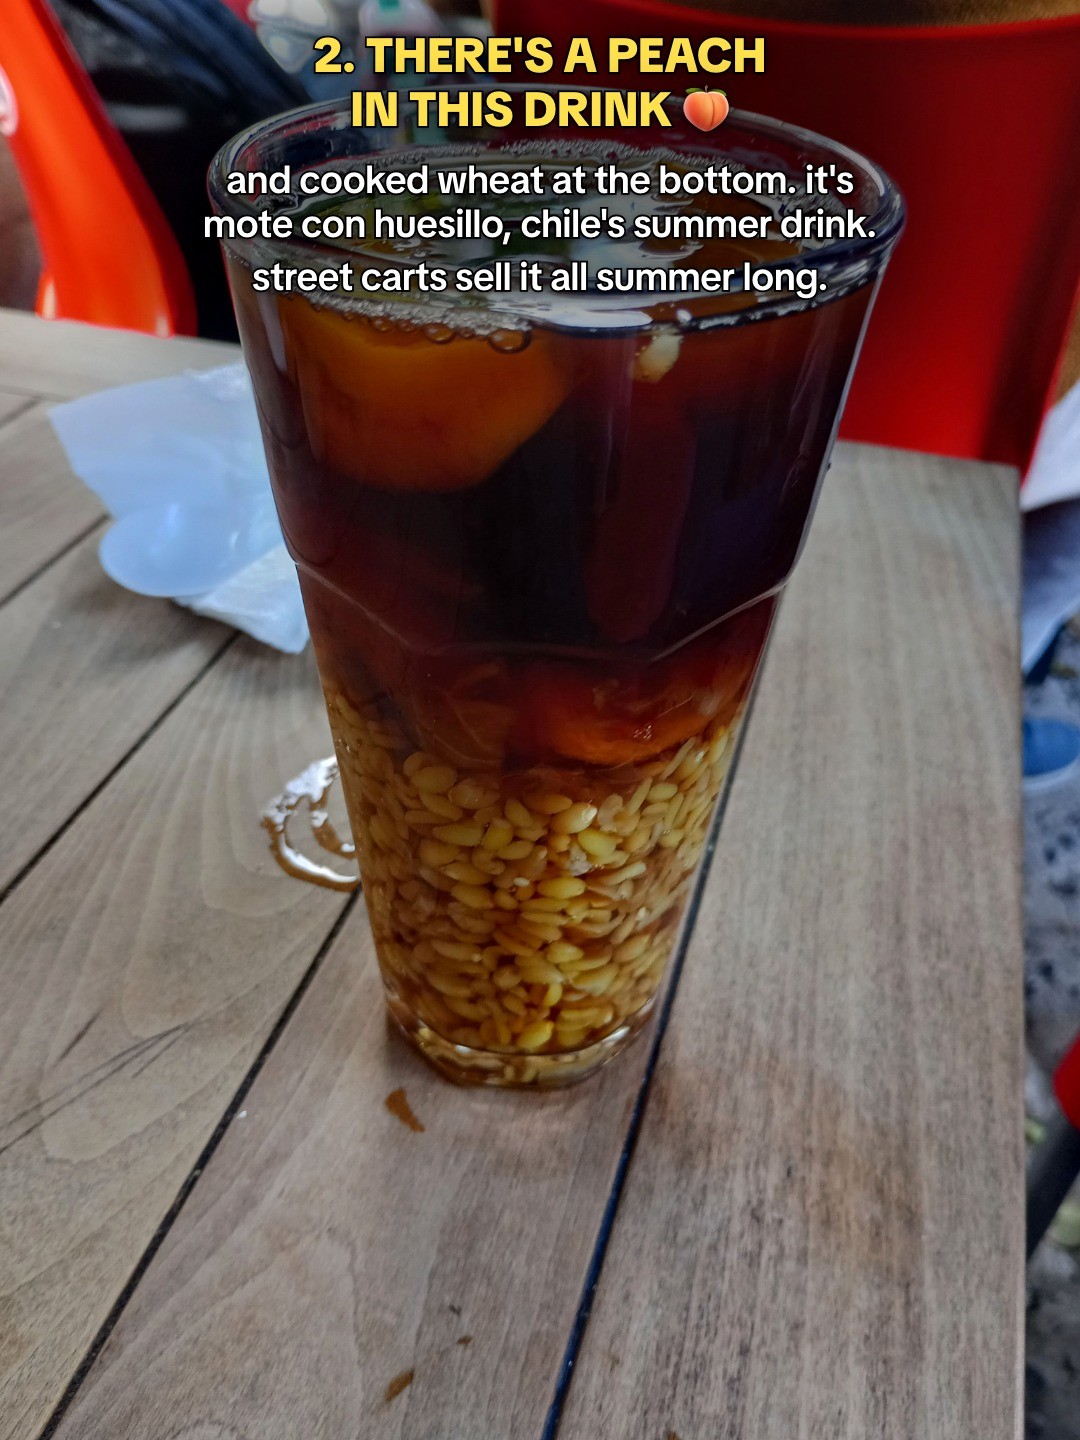 2. THERE'S A PEACH
IN THIS DRINK 🍑
and cooked wheat at the bottom. it's
mote con huesillo, chile's summer drink.
street carts sell it all summer long.